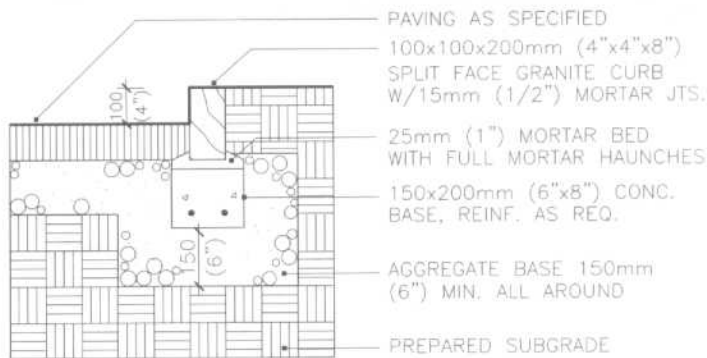 PAVING AS SPECIFIED
100x100x200mm (4"x4"x8")
SPLIT FACE GRANITE CURB
W/15mm (1/2") MORTAR JTS.
100
(4")
25mm (1") MORTAR BED
WITH FULL MORTAR HAUNCHES
150x200mm (6"x8") CONC.
BASE, REINF. AS REQ.
150
(6")
AGGREGATE BASE 150mm
(6") MIN. ALL AROUND
PREPARED SUBGRADE